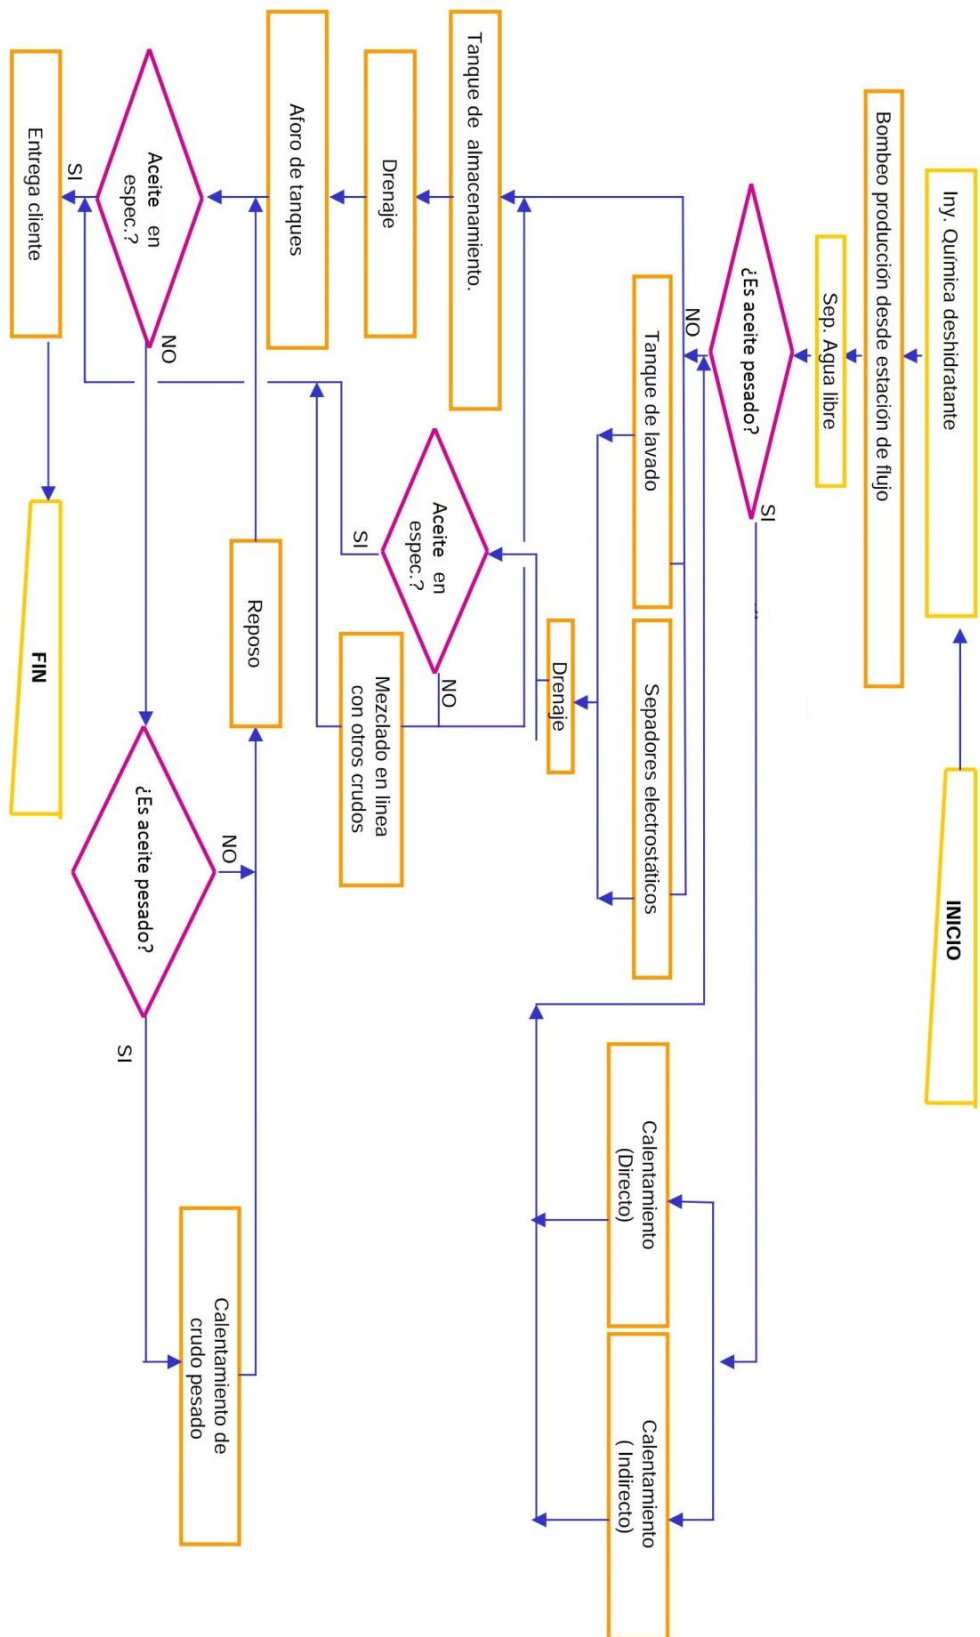 INICIO
Iny. Química deshidratante
Bombeo producción desde estación de flujo
Sep. Agua libre
¿Es aceite pesado?
SI
NO
Calentamiento
(Directo)
Calentamiento
( Indirecto)
Tanque de lavado
Sepadores electrostáticos
Drenaje
Aceite en
espec.?
NO
SI
Mezclado en linea
con otros crudos
Tanque de almacenamiento.
Drenaje
Aforo de tanques
Aceite en
espec.?
NO
SI
Reposo
¿Es aceite pesado?
NO
SI
Calentamiento de
crudo pesado
Entrega cliente
FIN